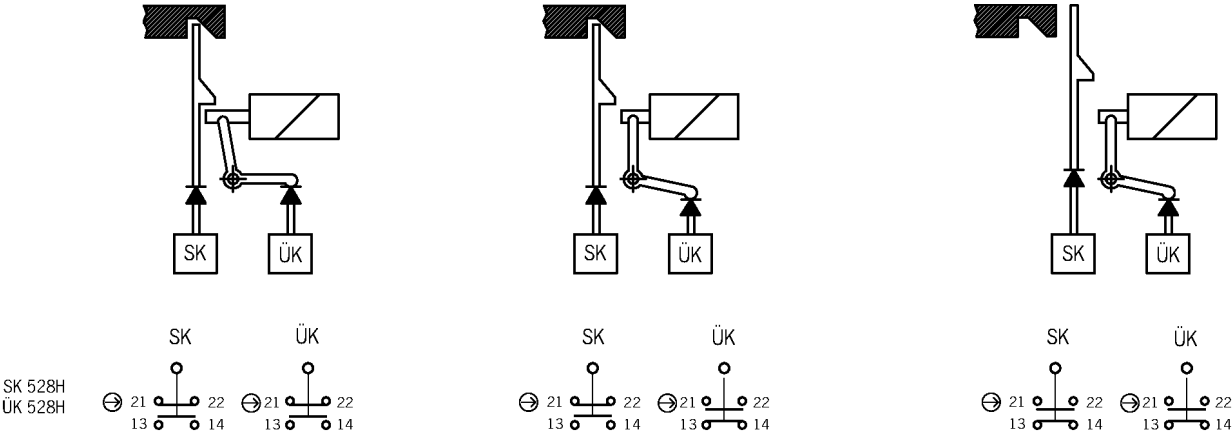 SK ÜK SK ÜK SK ÜK
SK ÜK SK ÜK SK ÜK
SK 528H
ÜK 528H
21 22 21 22 21 22 21 22 21 22 21 22
13 14 13 14 13 14 13 14 13 14 13 14